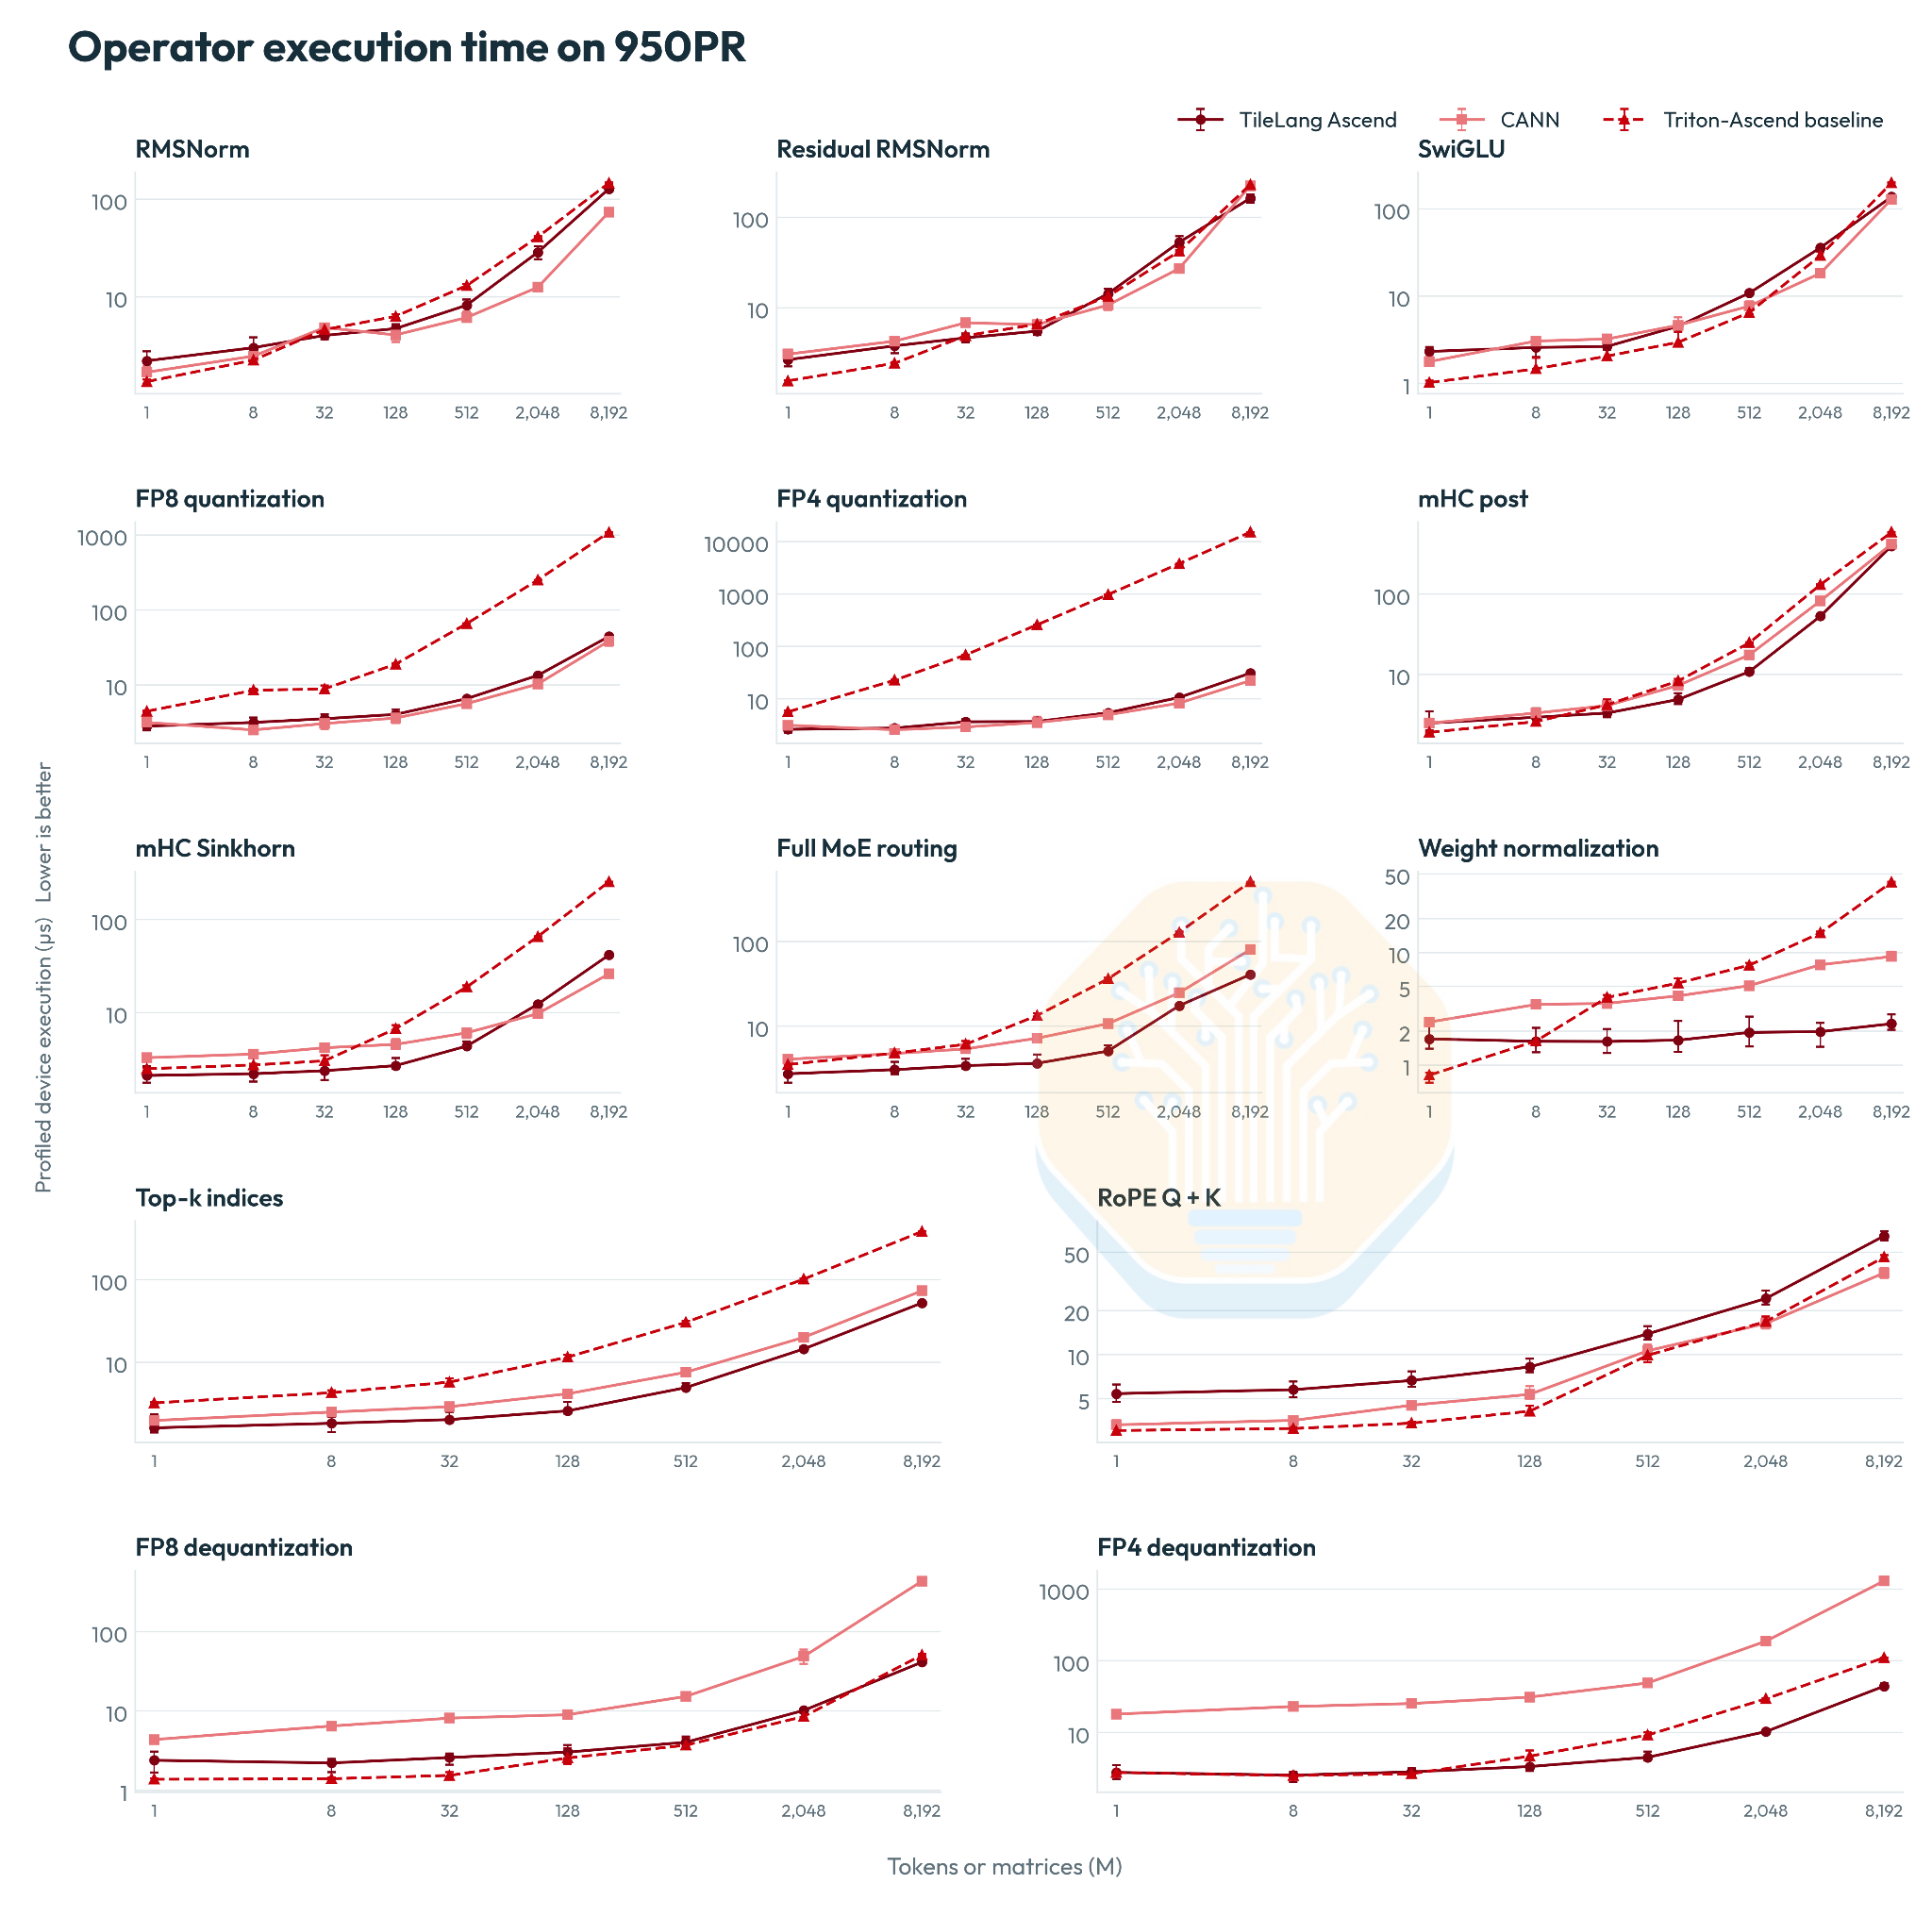 Operator execution time on 950PR
TileLang Ascend CANN Triton-Ascend baseline
RMSNorm Residual RMSNorm SwiGLU
100 10
1 8 32 128 512 2,048 8,192
100 10
1 8 32 128 512 2,048 8,192
100 10 1
1 8 32 128 512 2,048 8,192
FP8 quantization FP4 quantization mHC post
1000 100 10
1 8 32 128 512 2,048 8,192
10000 1000 100 10
1 8 32 128 512 2,048 8,192
100 10
1 8 32 128 512 2,048 8,192
Profiled device execution (μs) Lower is better
mHC Sinkhorn Full MoE routing Weight normalization
100 10
1 8 32 128 512 2,048 8,192
100 10
1 8 32 128 512 2,048 8,192
50 20 10 5 2 1
1 8 32 128 512 2,048 8,192
Top-k indices RoPE Q + K
100 10
1 8 32 128 512 2,048 8,192
50 20 10 5
1 8 32 128 512 2,048 8,192
FP8 dequantization FP4 dequantization
100 10 1
1 8 32 128 512 2,048 8,192
1000 100 10
1 8 32 128 512 2,048 8,192
Tokens or matrices (M)